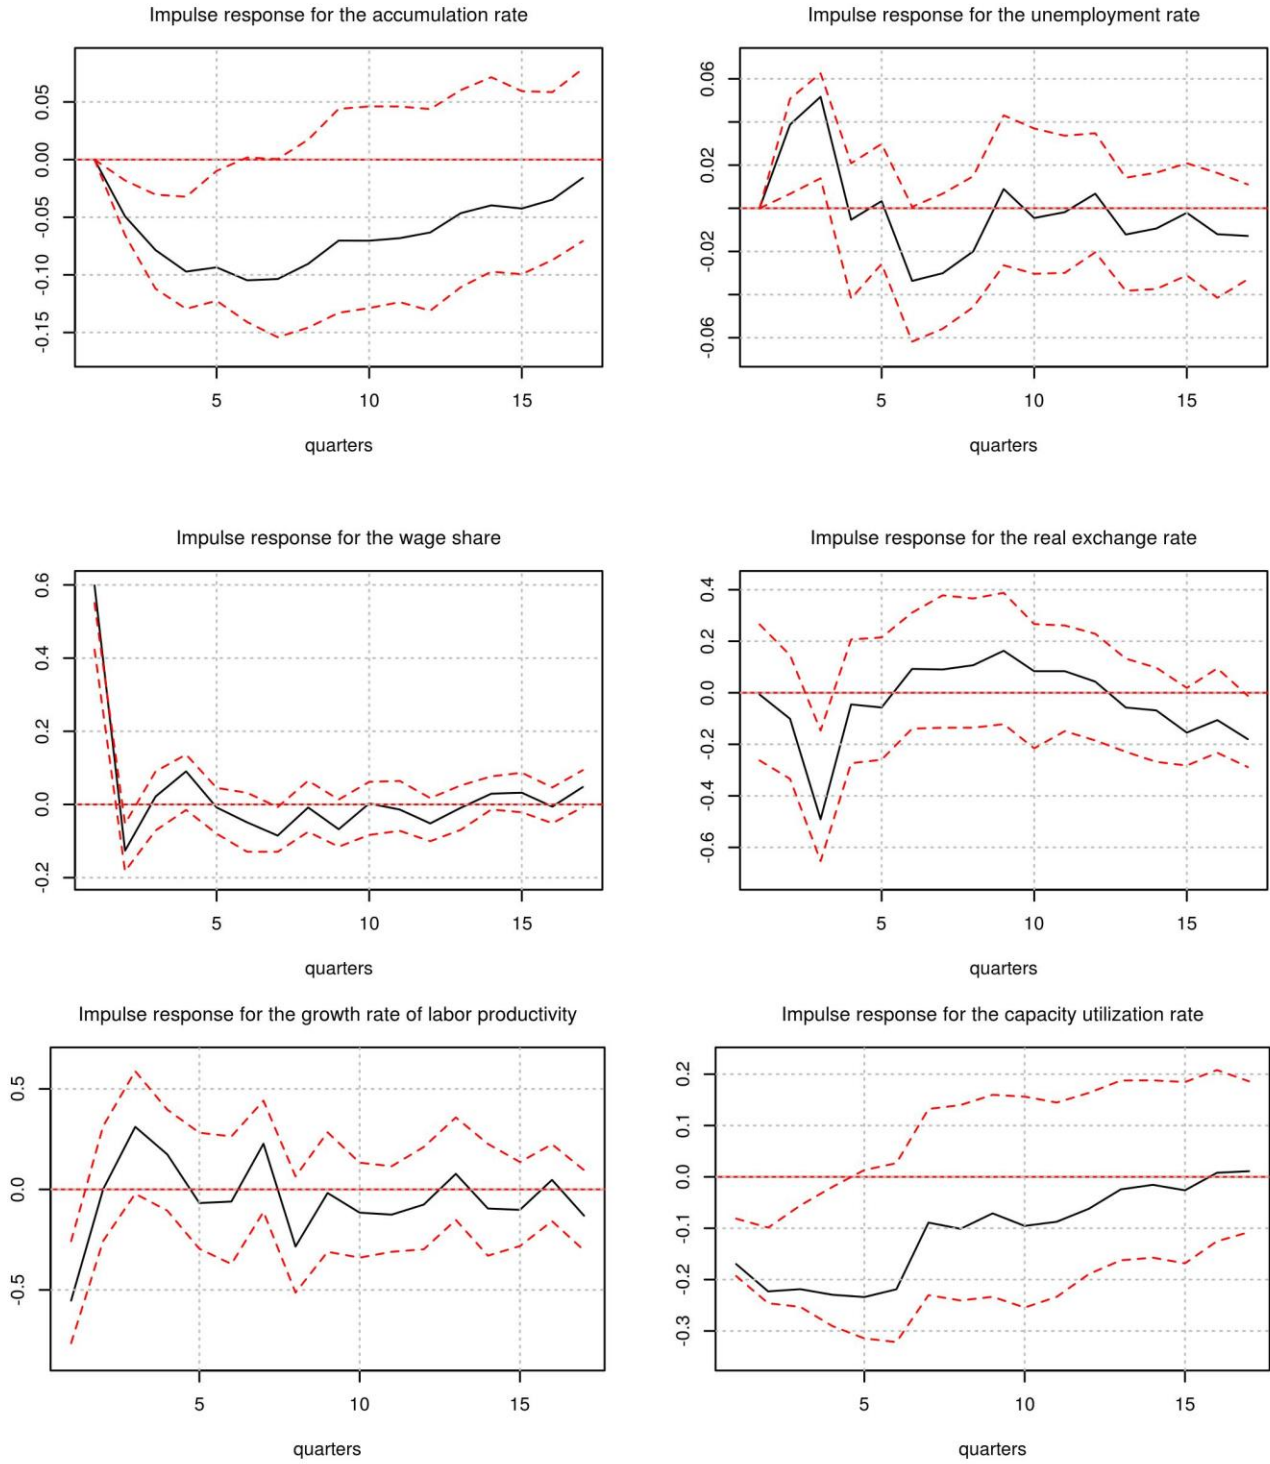 Impulse response for the accumulation rate
0.05
0.00
-0.05
-0.10
-0.15
5 10 15
quarters
Impulse response for the unemployment rate
0.06
0.02
-0.02
-0.06
5 10 15
quarters
Impulse response for the wage share
0.6
0.4
0.2
0.0
-0.2
5 10 15
quarters
Impulse response for the real exchange rate
0.4
0.2
0.0
-0.2
-0.4
-0.6
5 10 15
quarters
Impulse response for the growth rate of labor productivity
0.5
0.0
-0.5
5 10 15
quarters
Impulse response for the capacity utilization rate
0.2
0.1
0.0
-0.1
-0.2
-0.3
5 10 15
quarters